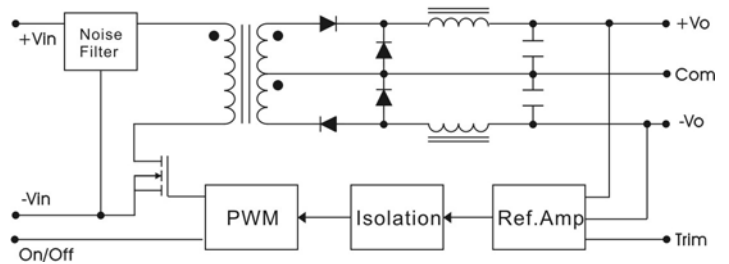 +Vin
Noise
Filter
+Vo
Com
-Vo
-Vin
PWM
Isolation
Ref.Amp
On/Off
Trim